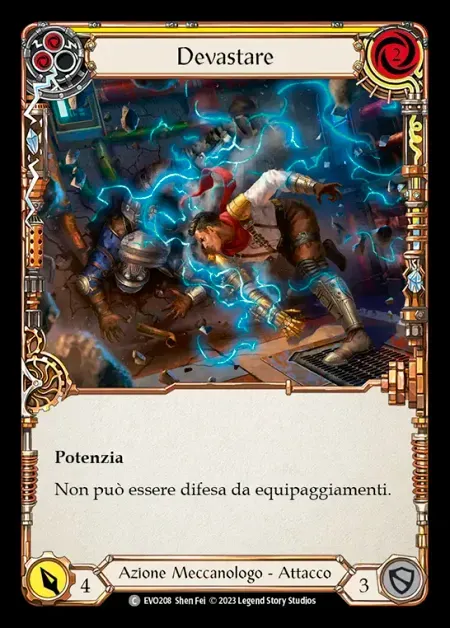 Devastare
2
Potenzia
Non può essere difesa da equipaggiamenti.
4
Azione Meccanologo - Attacco
3
C EVO208 Shen Fei © 2023 Legend Story Studios